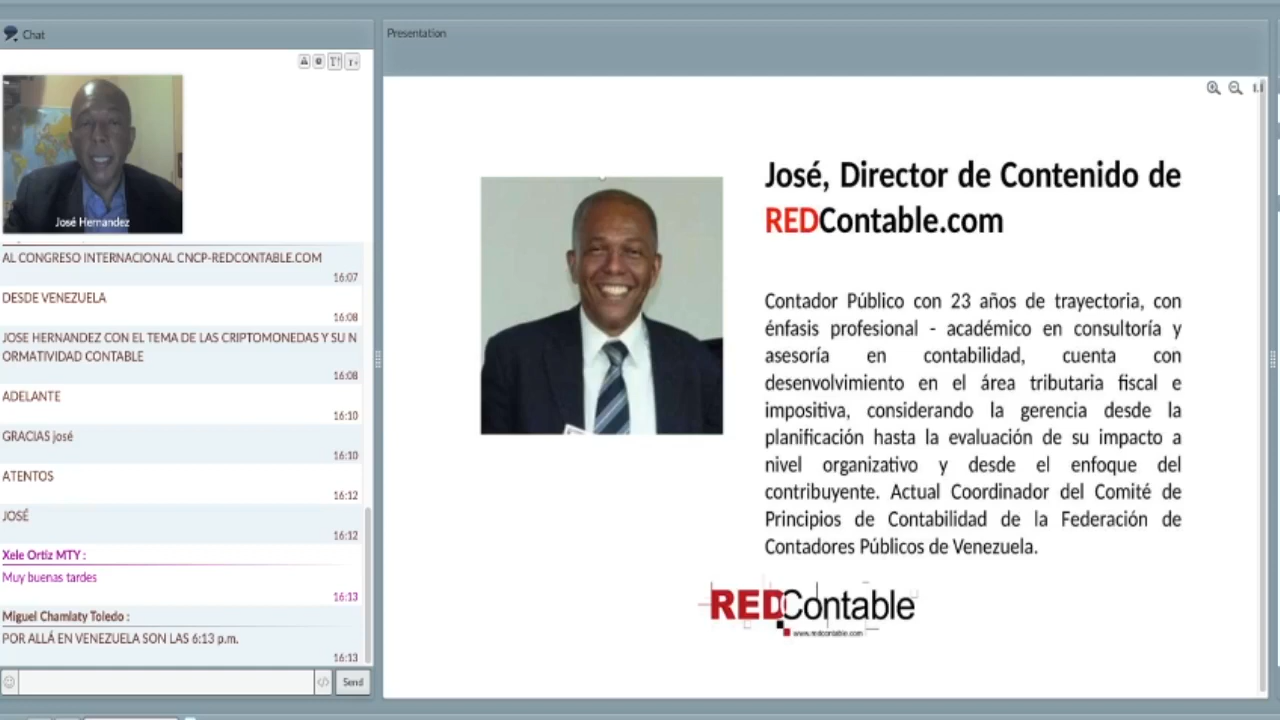 Chat
José Hernandez
AL CONGRESO INTERNACIONAL CNCP-REDCONTABLE.COM
16:07
DESDE VENEZUELA
16:08
JOSE HERNANDEZ CON EL TEMA DE LAS CRIPTOMONEDAS Y SU N
ORMATIVIDAD CONTABLE
16:08
ADELANTE
16:10
GRACIAS josé
16:10
ATENTOS
16:12
JOSÉ
16:12
Xele Ortiz MTY :
Muy buenas tardes
16:13
Miguel Chamlaty Toledo :
POR ALLÁ EN VENEZUELA SON LAS 6:13 p.m.
16:13
Send
Presentation
José, Director de Contenido de
REDContable.com
Contador Público con 23 años de trayectoria, con
énfasis profesional - académico en consultoría y
asesoría en contabilidad, cuenta con
desenvolvimiento en el área tributaria fiscal e
impositiva, considerando la gerencia desde la
planificación hasta la evaluación de su impacto a
nivel organizativo y desde el enfoque del
contribuyente. Actual Coordinador del Comité de
Principios de Contabilidad de la Federación de
Contadores Públicos de Venezuela.
REDContable
www.redcontable.com